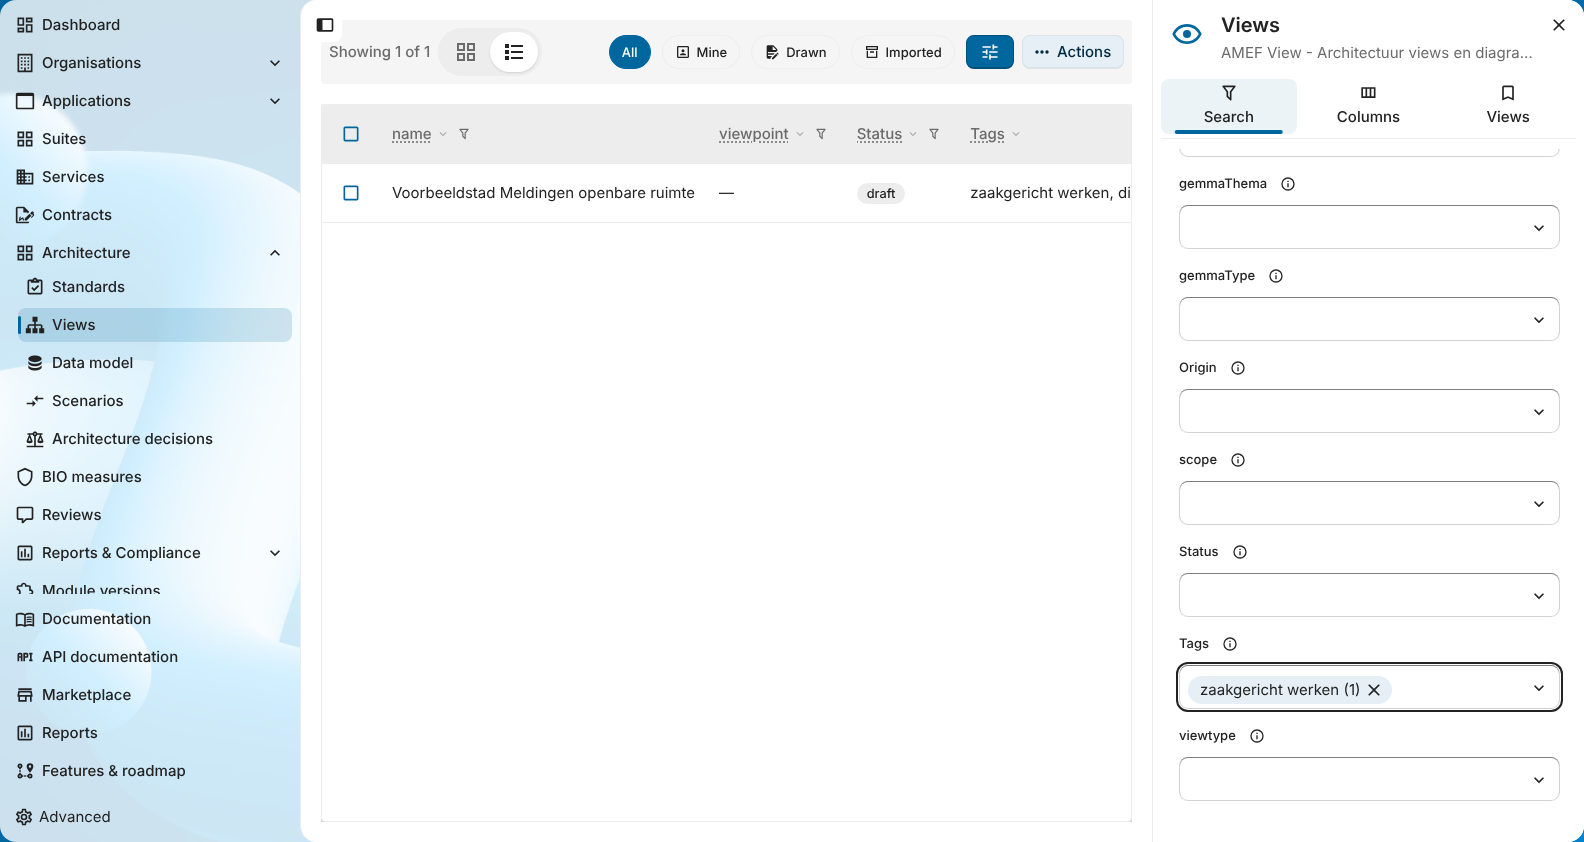 Dashboard
Organisations
Applications
Suites
Services
Contracts
Architecture
Standards
Views
Data model
Scenarios
Architecture decisions
BIO measures
Reviews
Reports & Compliance
Module versions
Documentation
API documentation
Marketplace
Reports
Features & roadmap
Advanced
Showing 1 of 1
All
Mine
Drawn
Imported
Actions
name
viewpoint
Status
Tags
Voorbeeldstad Meldingen openbare ruimte
—
draft
zaakgericht werken, di
Views
AMEF View - Architectuur views en diagra...
Search
Columns
Views
gemmaThema
gemmaType
Origin
scope
Status
Tags
zaakgericht werken (1)
viewtype